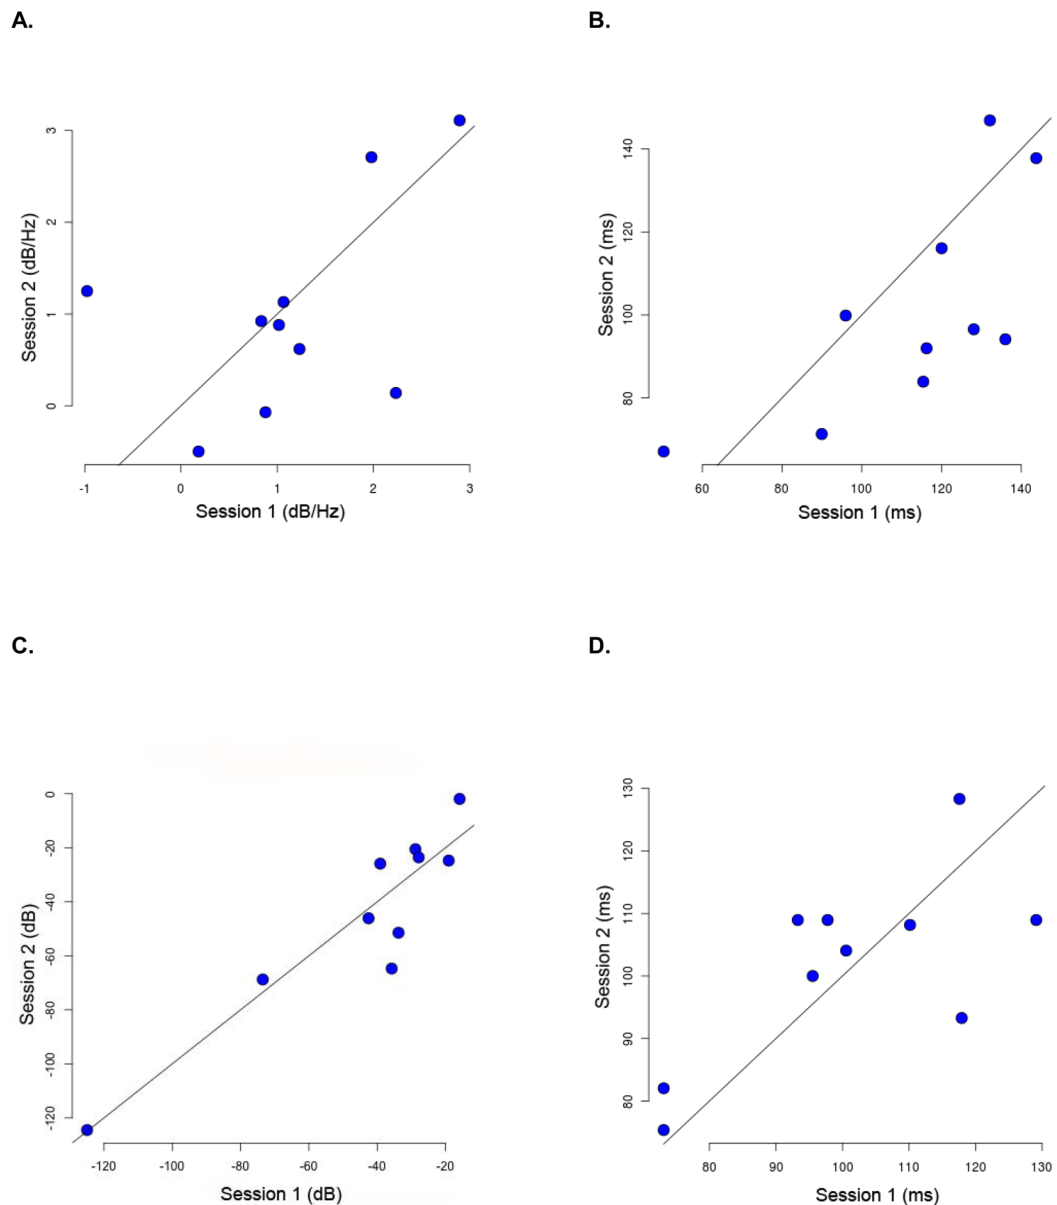 A.
B.
Session 2 (dB/Hz)
3
2
1
0
-1 0 1 2 3
Session 1 (dB/Hz)
Session 2 (ms)
140
120
100
80
60 80 100 120 140
Session 1 (ms)
C.
D.
Session 2 (dB)
0
-20
-40
-60
-80
-100
-120
-120 -100 -80 -60 -40 -20
Session 1 (dB)
Session 2 (ms)
130
120
110
100
90
80
80 90 100 110 120 130
Session 1 (ms)